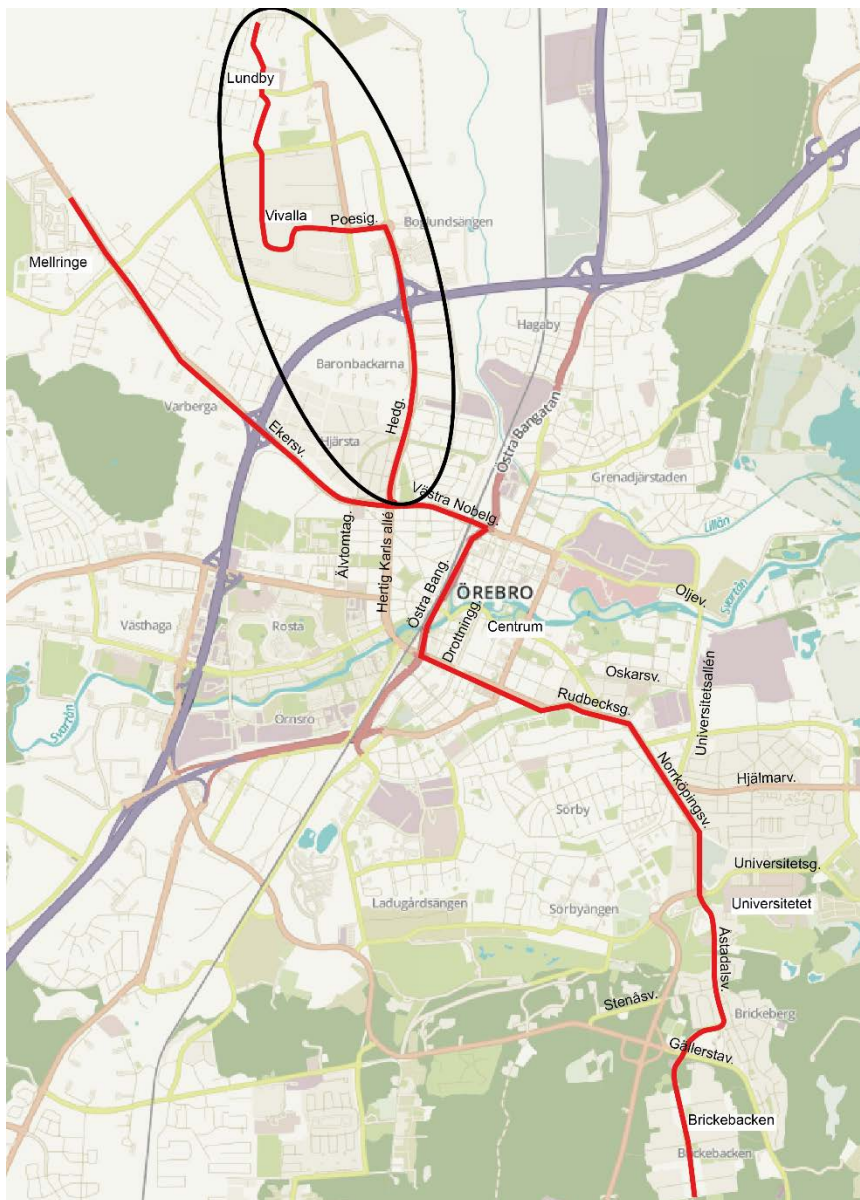 Lundby
Vivalla
Poesig.
Boglundsängen
Mellringe
Hagaby
Baronbackarna
Varberga
Hedg.
Ekersv.
Hjärsta
Östra Bangatan
Grenadjärstaden
Västra Nobelg.
Lillån
Älvtomtag.
Hertig Karls allé
Östra Bang.
ÖREBRO
Drottningg.
Centrum
Oljev.
Svartån
Västhaga
Rosta
Oskarsv.
Rudbecksg.
Universitetsallén
Svartån
Örnsro
Norrköpingsv.
Hjälmarv.
Sörby
Universitetsg.
Ladugårdsängen
Sörbyängen
Universitetet
Åstadalsv.
Stenåsv.
Brickeberg
Gällerstav.
Brickebacken
Brickebacken